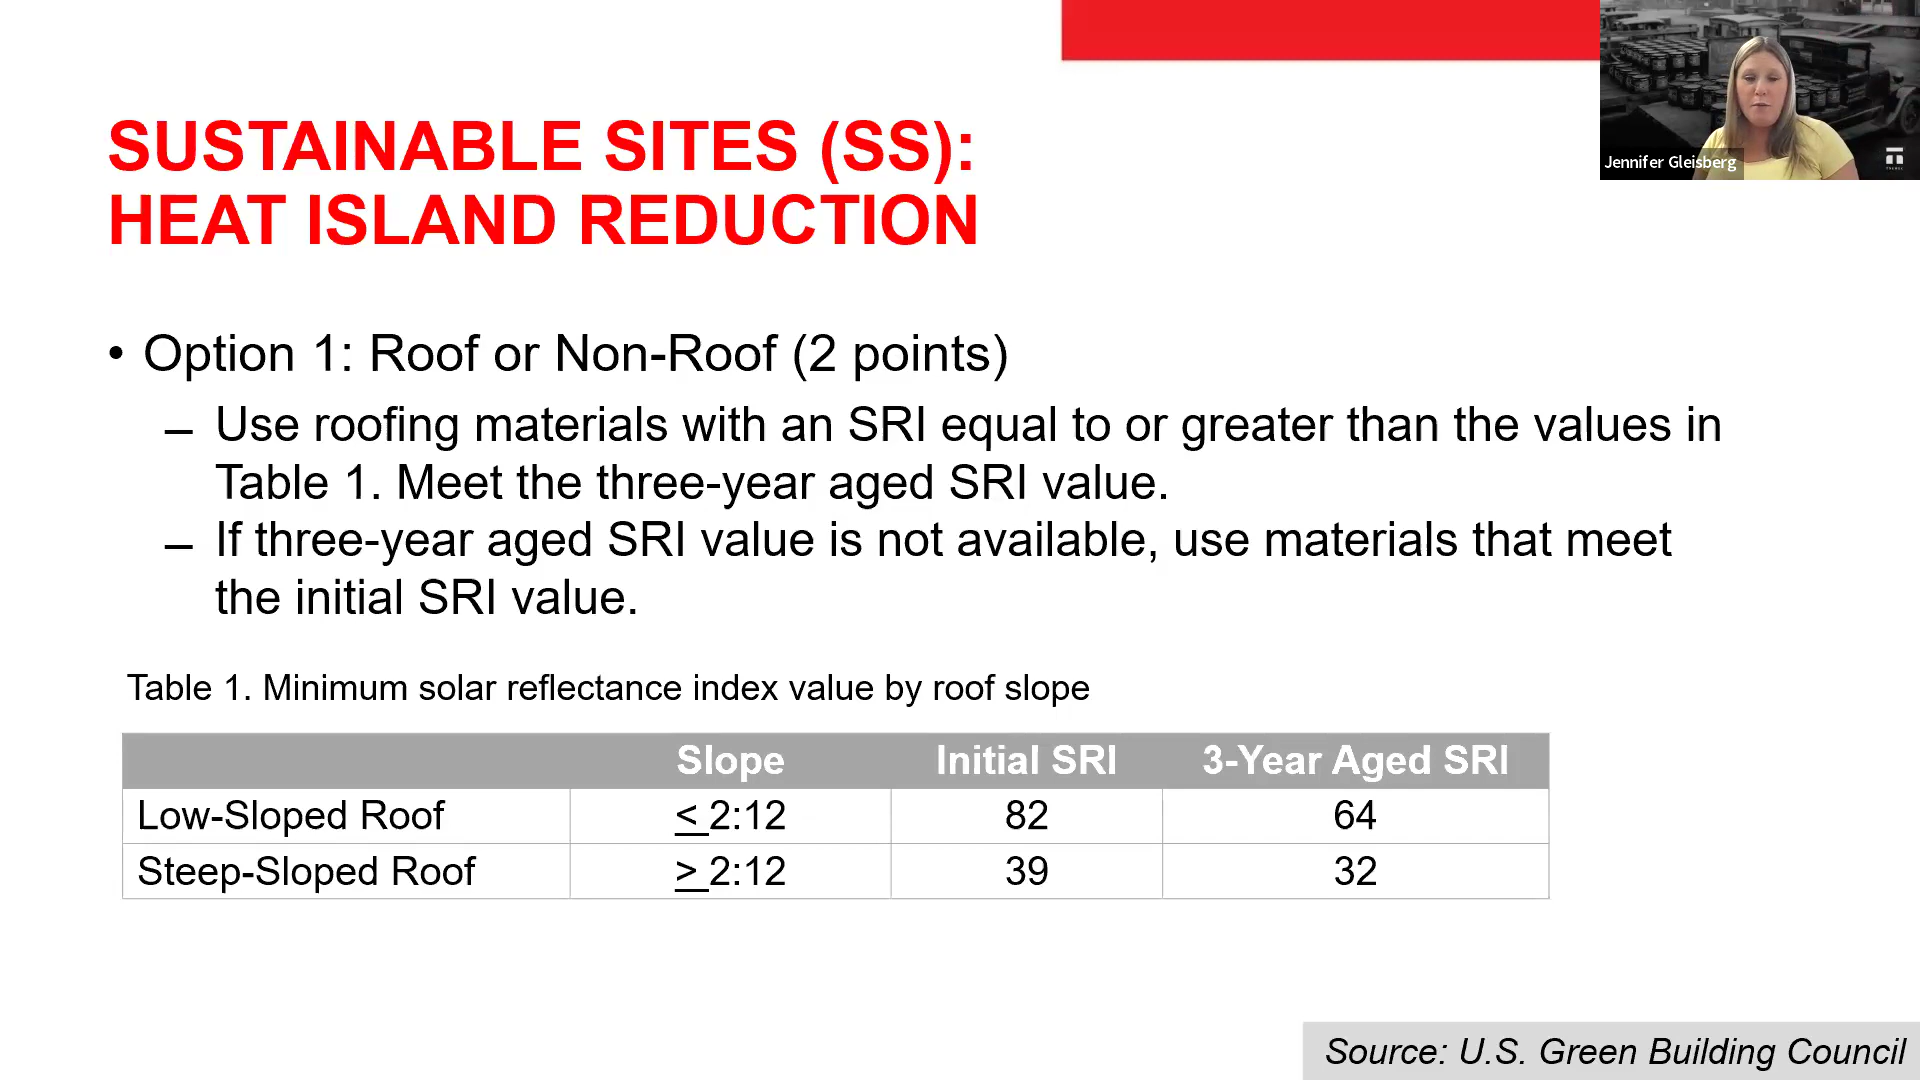 Jennifer Gleisberg
SUSTAINABLE SITES (SS):
HEAT ISLAND REDUCTION
• Option 1: Roof or Non-Roof (2 points)
– Use roofing materials with an SRI equal to or greater than the values in
Table 1. Meet the three-year aged SRI value.
– If three-year aged SRI value is not available, use materials that meet
the initial SRI value.
Table 1. Minimum solar reflectance index value by roof slope
Slope Initial SRI 3-Year Aged SRI
Low-Sloped Roof < 2:12 82 64
Steep-Sloped Roof > 2:12 39 32
Source: U.S. Green Building Council